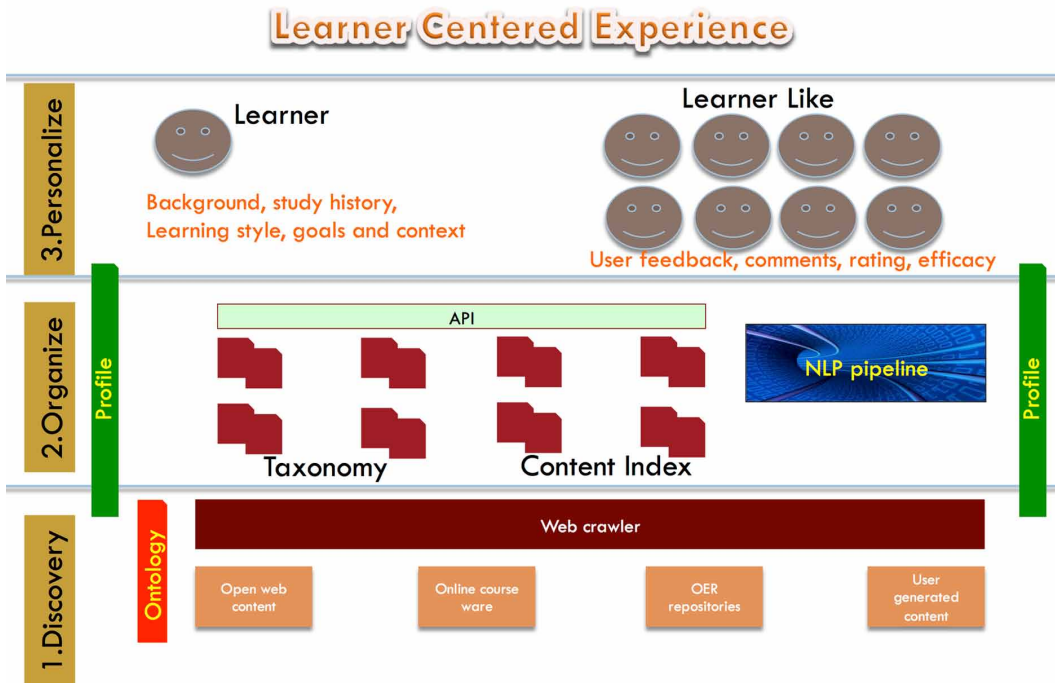 Learner Centered Experience
3.Personalize
Learner
Learner Like
Background, study history,
Learning style, goals and context
User feedback, comments, rating, efficacy
2.Organize
Profile
API
NLP pipeline
Profile
Taxonomy
Content Index
1.Discovery
Ontology
Web crawler
Open web
content
Online course
ware
OER
repositories
User
generated
content